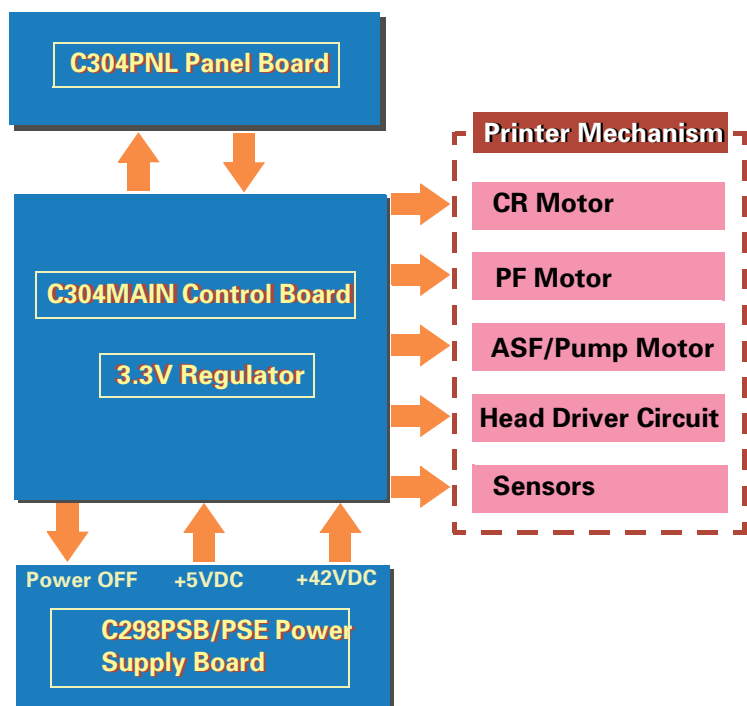 C304PNL Panel Board
Printer Mechanism
CR Motor
PF Motor
ASF/Pump Motor
Head Driver Circuit
Sensors
C304MAIN Control Board
3.3V Regulator
Power OFF +5VDC +42VDC
C298PSB/PSE Power
Supply Board